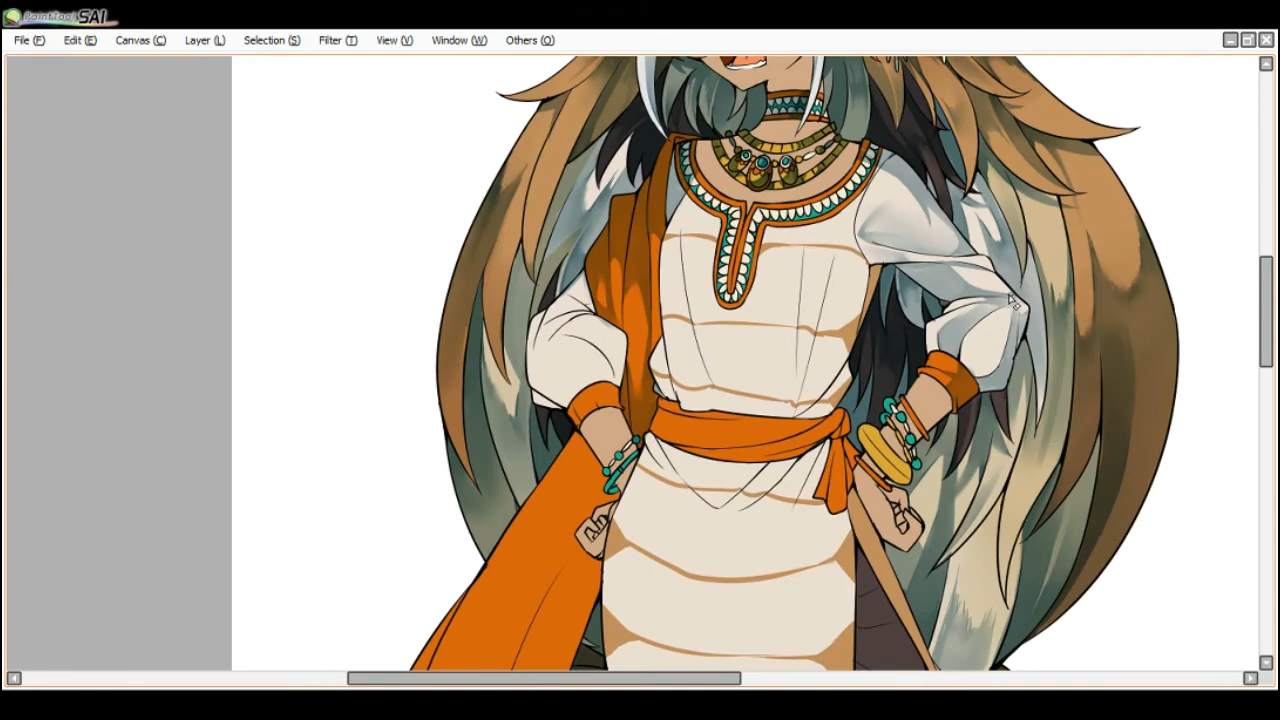 PaintTool SAI
File (F) Edit (E) Canvas (C) Layer (L) Selection (S) Filter (T) View (V) Window (W) Others (O)